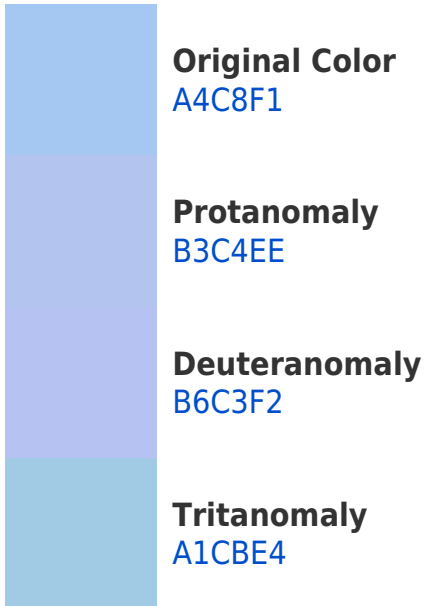 Original Color
A4C8F1
Protanomaly
B3C4EE
Deuteranomaly
B6C3F2
Tritanomaly
A1CBE4